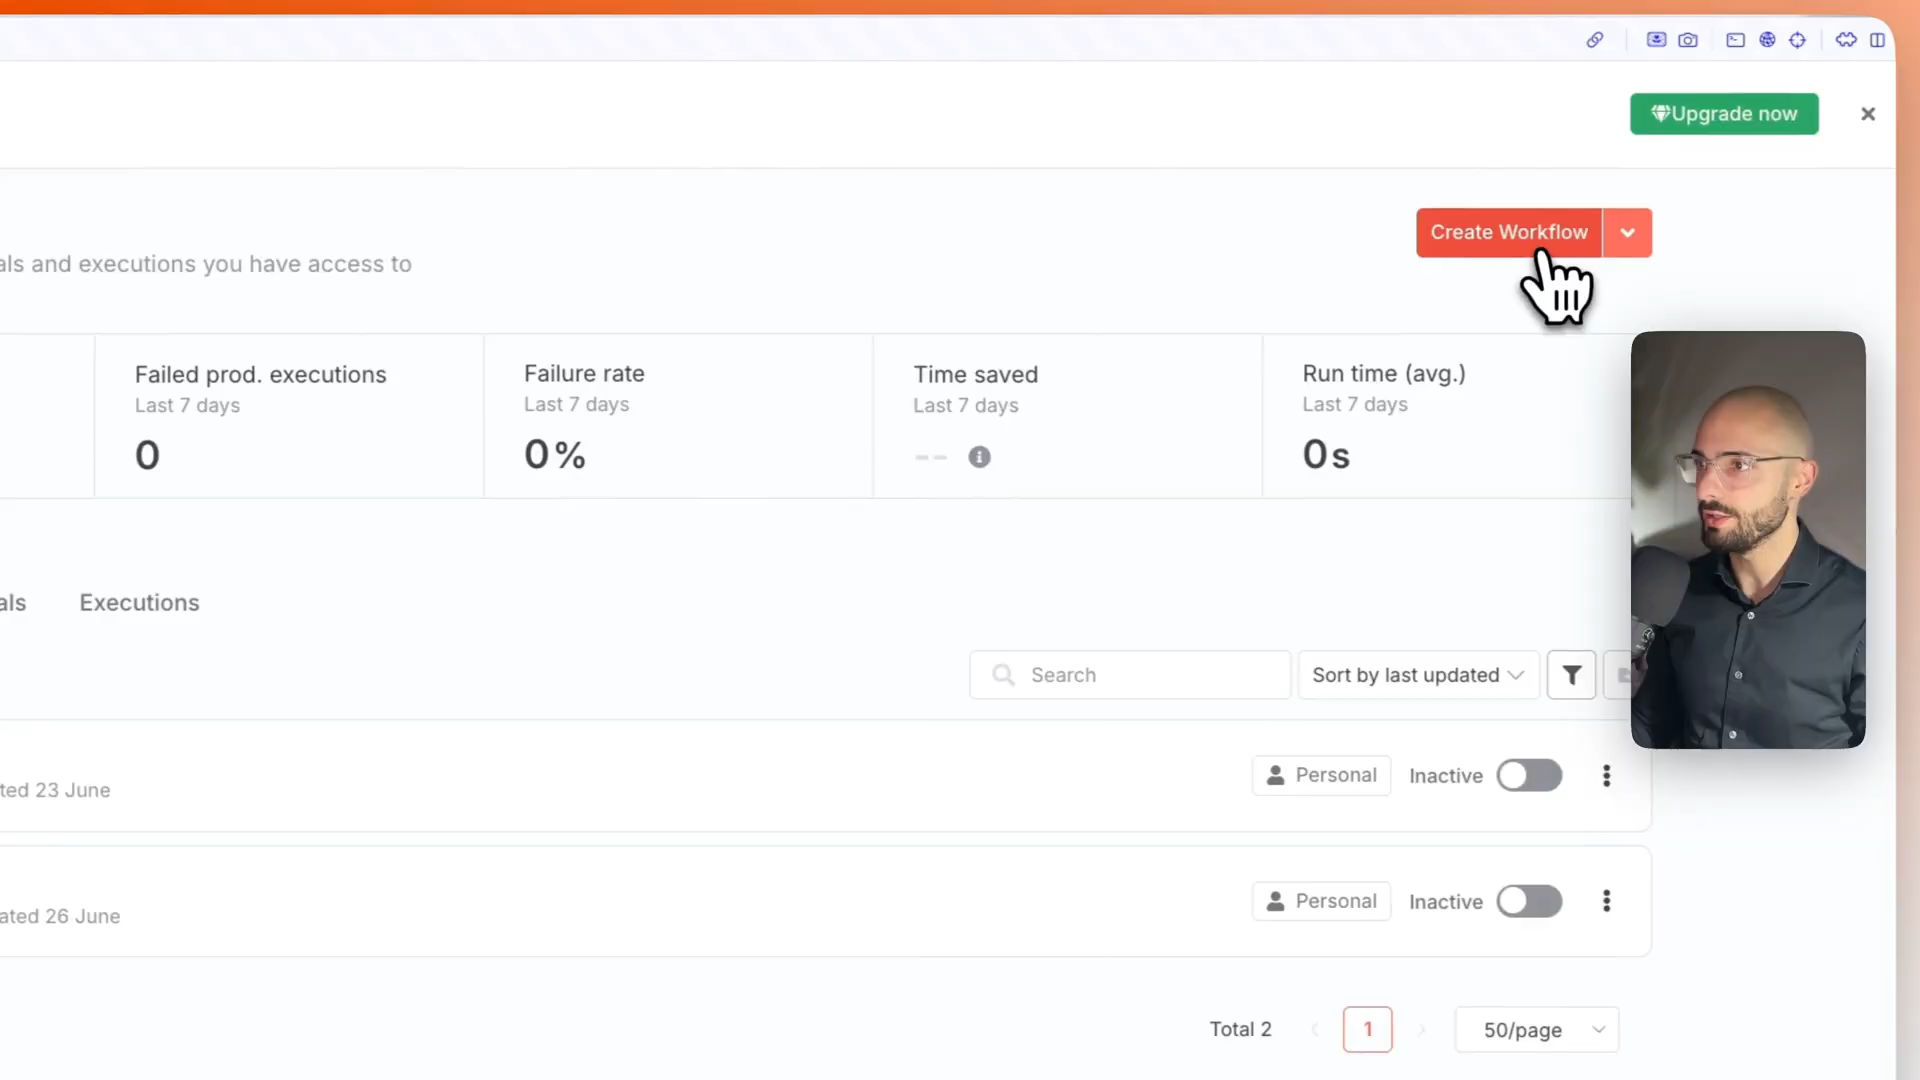 Upgrade now
Create Workflow
als and executions you have access to
Failed prod. executions
Last 7 days
0
Failure rate
Last 7 days
0%
Time saved
Last 7 days
--
Run time (avg.)
Last 7 days
0s
als
Executions
Search
Sort by last updated
ted 23 June
Personal
Inactive
ated 26 June
Personal
Inactive
Total 2
1
50/page